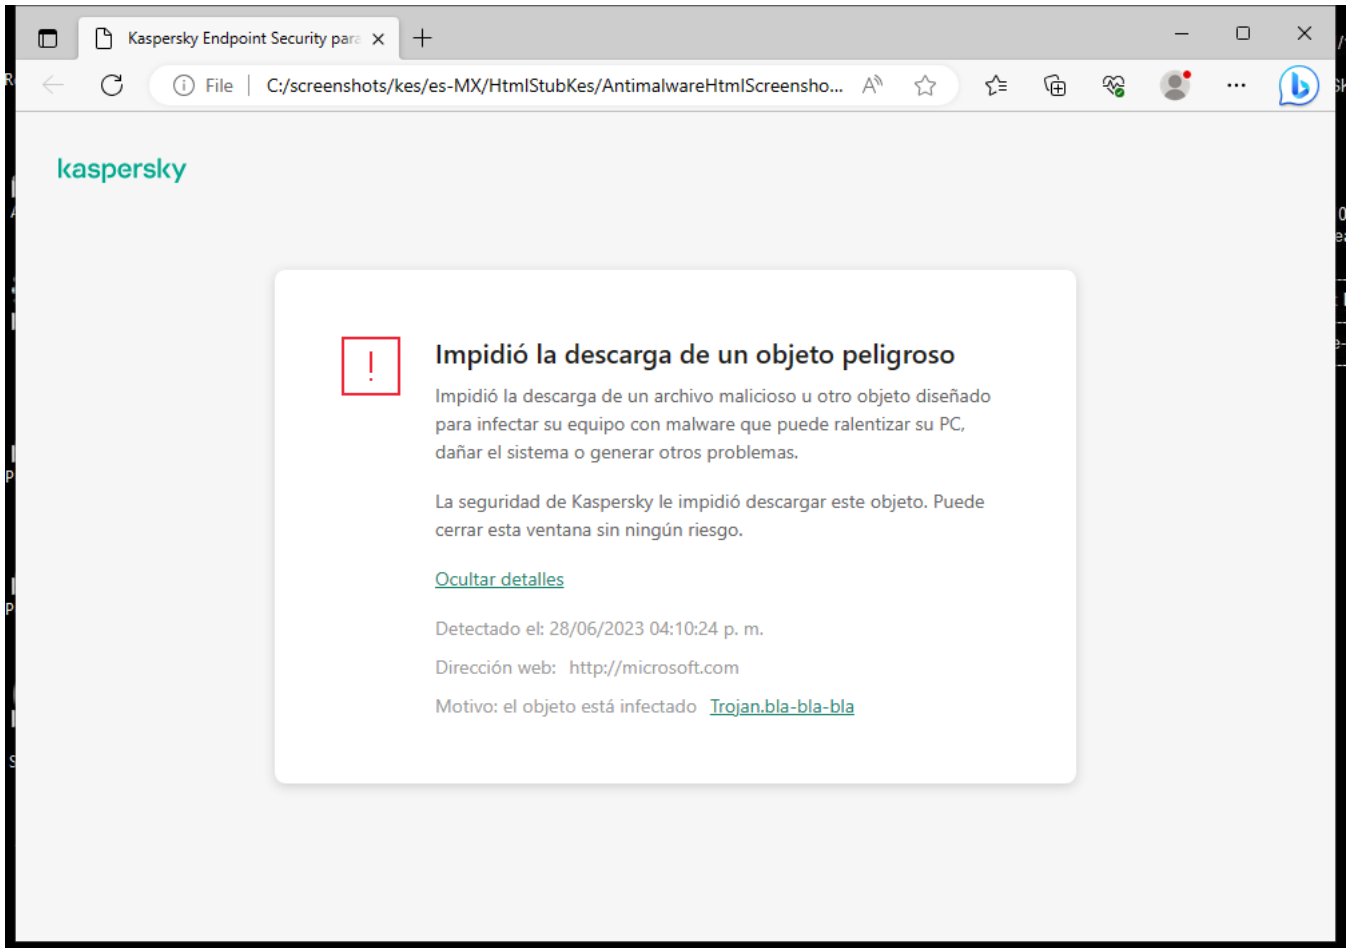 Kaspersky Endpoint Security para
File
C:/screenshots/kes/es-MX/HtmlStubKes/AntimalwareHtmlScreensho...
kaspersky
Impidió la descarga de un objeto peligroso
Impidió la descarga de un archivo malicioso u otro objeto diseñado
para infectar su equipo con malware que puede ralentizar su PC,
dañar el sistema o generar otros problemas.
La seguridad de Kaspersky le impidió descargar este objeto. Puede
cerrar esta ventana sin ningún riesgo.
Ocultar detalles
Detectado el: 28/06/2023 04:10:24 p. m.
Dirección web: http://microsoft.com
Motivo: el objeto está infectado Trojan.bla-bla-bla